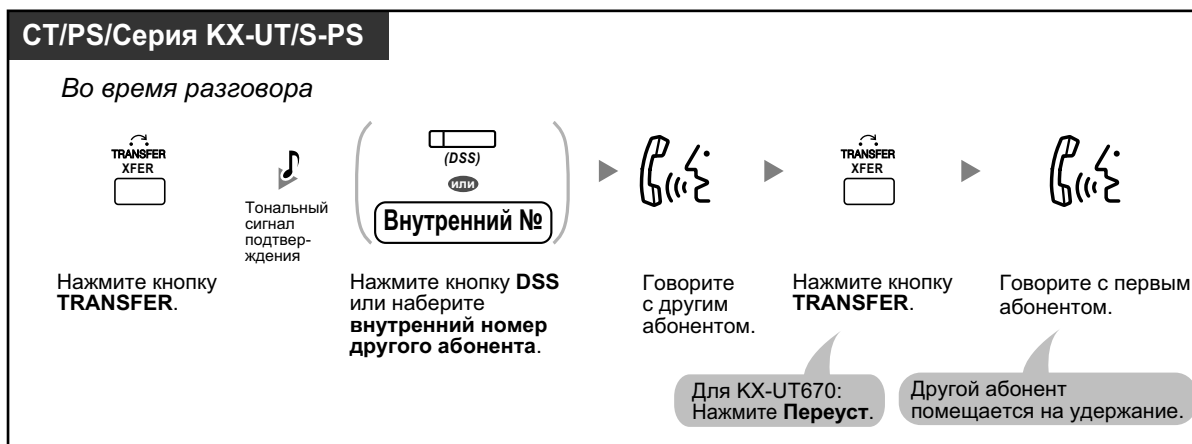 СТ/PS/Серия KX-UT/S-PS
Во время разговора
TRANSFER
XFER
Тональный
сигнал
подтвер-
ждения
(DSS)
или
Внутренний №
TRANSFER
XFER
Нажмите кнопку
TRANSFER.
Нажмите кнопку DSS
или наберите
внутренний номер
другого абонента.
Говорите
с другим
абонентом.
Нажмите кнопку
TRANSFER.
Говорите с первым
абонентом.
Для KX-UT670:
Нажмите Переуст.
Другой абонент
помещается на удержание.